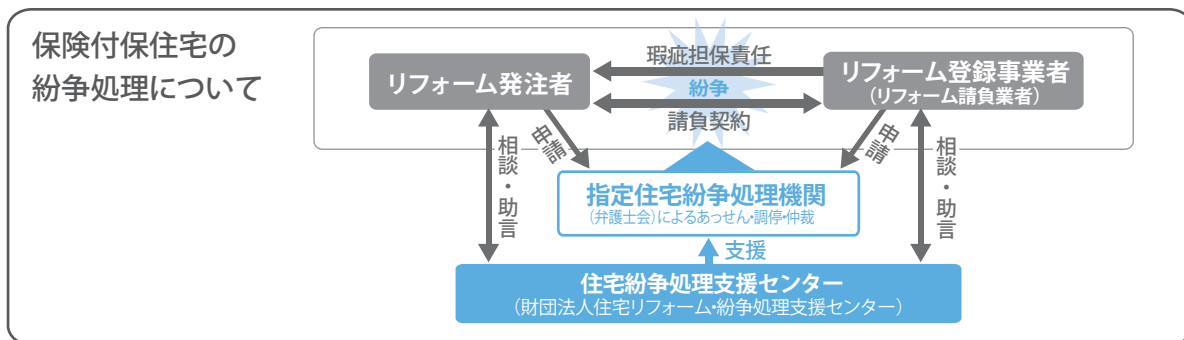 保険付保住宅の
紛争処理について
リフォーム発注者
瑕疵担保責任
紛争
請負契約
リフォーム登録事業者
(リフォーム請負業者)
相談・助言
申請
申請
相談・助言
指定住宅紛争処理機関
(弁護士会)によるあっせん・調停・仲裁
支援
住宅紛争処理支援センター
(財団法人住宅リフォーム・紛争処理支援センター)